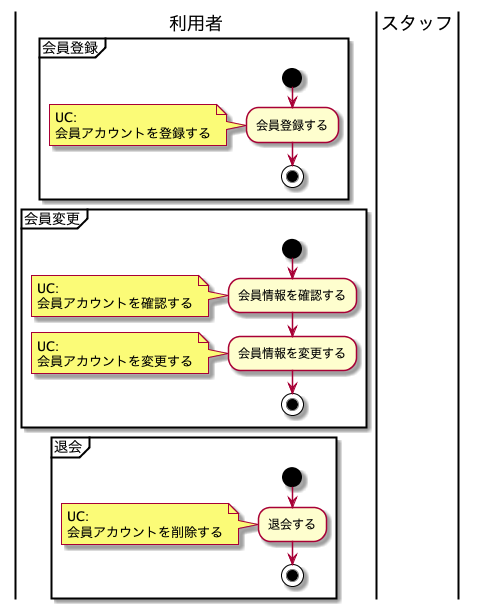 利用者
スタッフ
会員登録
UC:
会員アカウントを登録する
会員登録する
会員変更
UC:
会員アカウントを確認する
会員情報を確認する
UC:
会員アカウントを変更する
会員情報を変更する
退会
UC:
会員アカウントを削除する
退会する